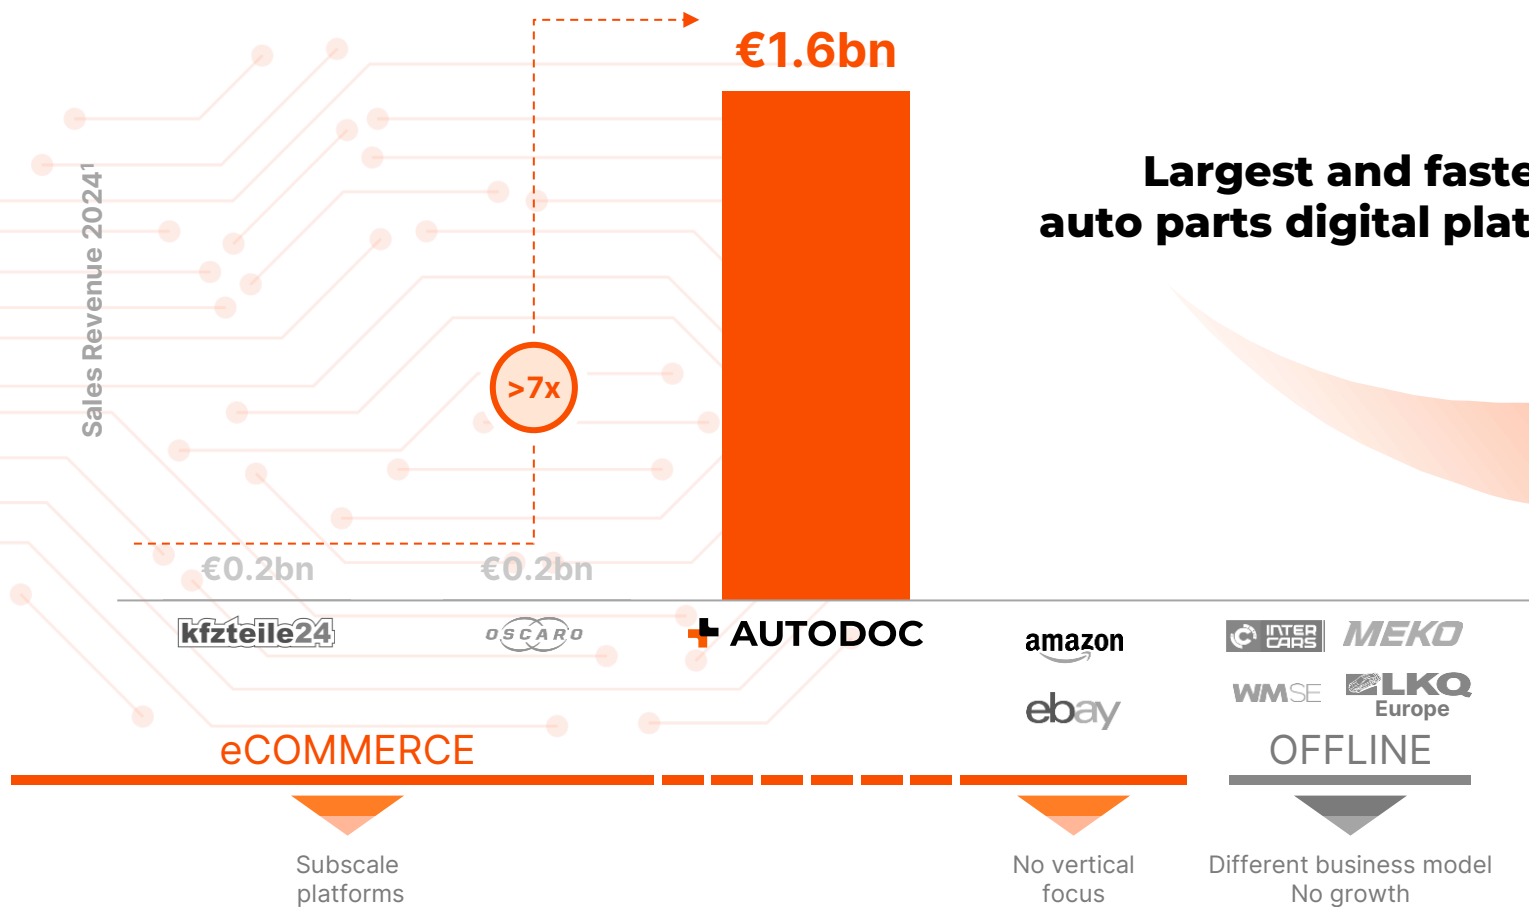 €1.6bn
Largest and faste
auto parts digital plat
Sales Revenue 2024¹
>7x
€0.2bn
€0.2bn
kfzteile24
OSCARO
AUTODOC
amazon
ebay
INTER
CARS
MEKO
WMSE
LKQ
Europe
eCOMMERCE
OFFLINE
Subscale
platforms
No vertical
focus
Different business model
No growth